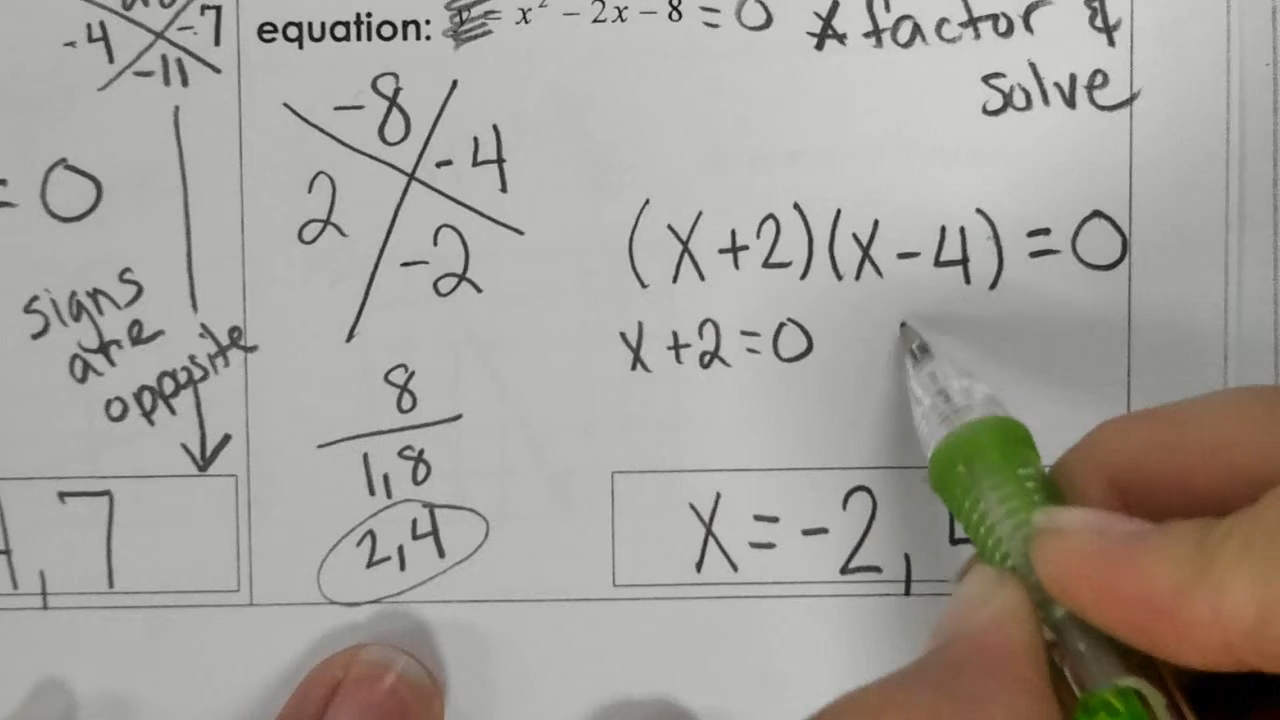 -4 -7
-11
= 0
signs
are
opposite
, 7
equation: y = x² − 2x − 8 = 0
* factor &
solve
-8
2 -4
-2
8
1,8
2,4
(x+2)(x-4)=0
x+2=0
x=-2,